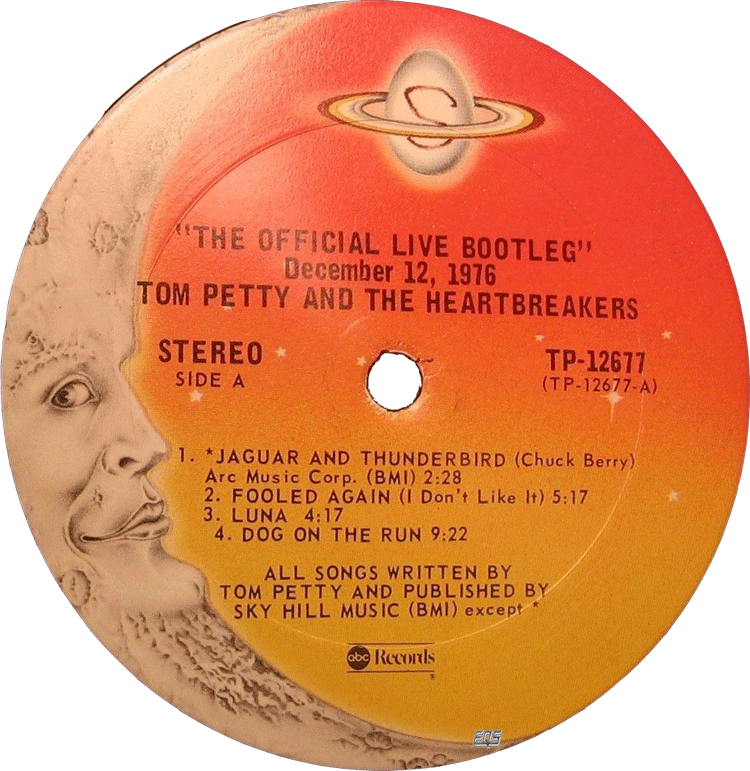 "THE OFFICIAL LIVE BOOTLEG"
December 12, 1976
TOM PETTY AND THE HEARTBREAKERS
STEREO
SIDE A
TP-12677
(TP-12677-A)
1. *JAGUAR AND THUNDERBIRD (Chuck Berry)
Arc Music Corp. (BMI) 2:28
2. FOOLED AGAIN (I Don't Like It) 5:17
3. LUNA 4:17
4. DOG ON THE RUN 9:22
ALL SONGS WRITTEN BY
TOM PETTY AND PUBLISHED BY
SKY HILL MUSIC (BMI) except *
abc Records
®
EQS